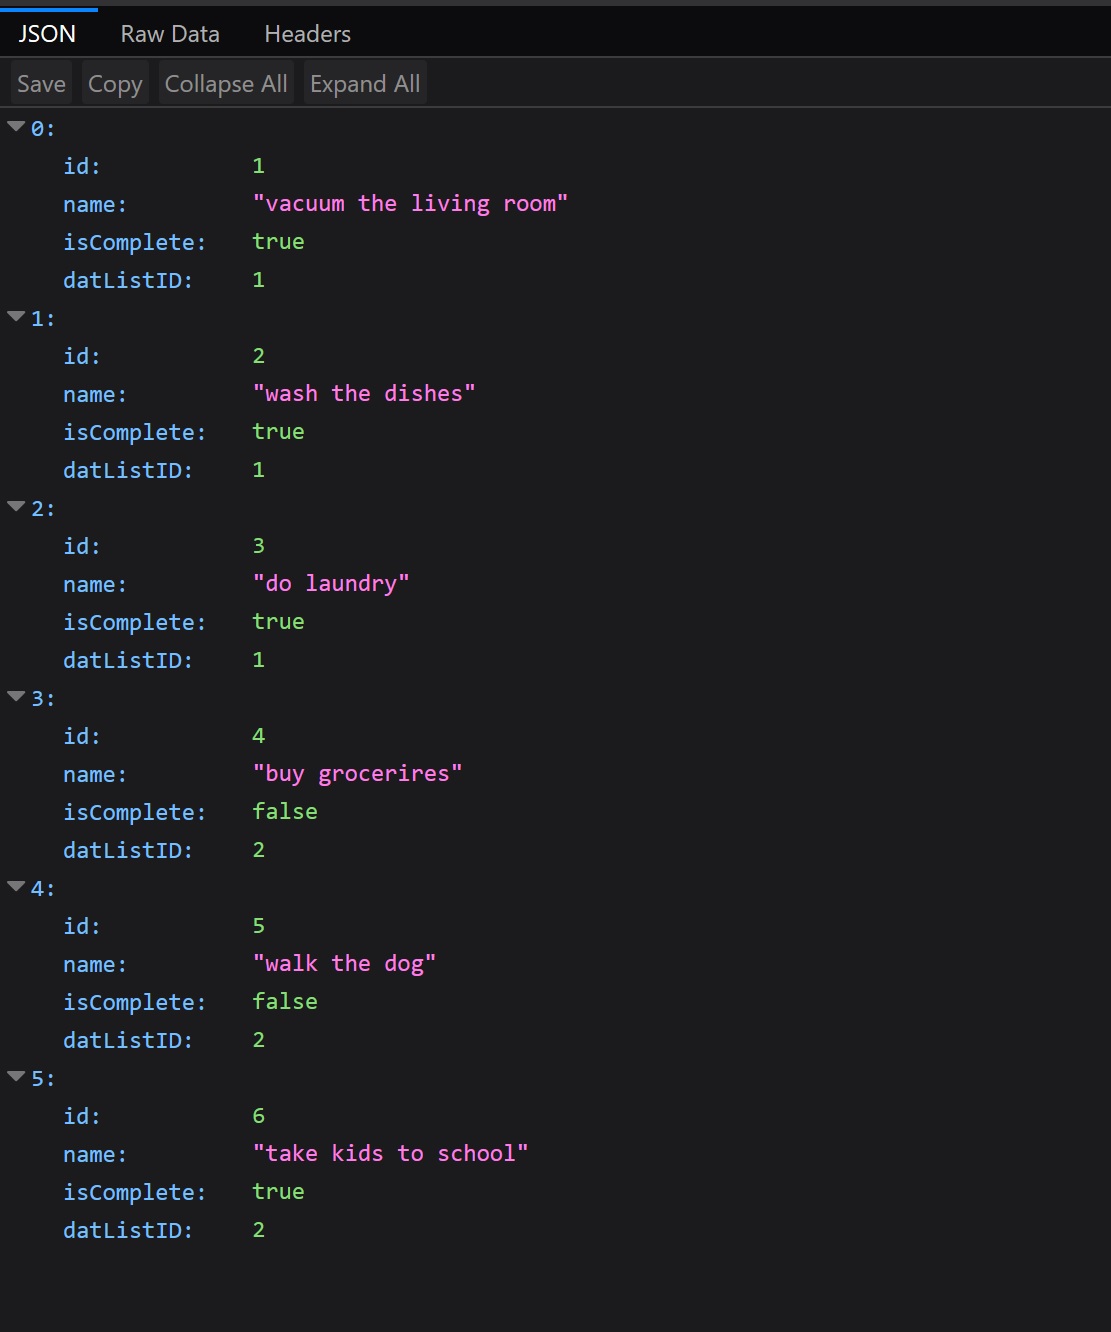 JSON Raw Data Headers
Save Copy Collapse All Expand All
0:
id: 1
name: "vacuum the living room"
isComplete: true
datListID: 1
1:
id: 2
name: "wash the dishes"
isComplete: true
datListID: 1
2:
id: 3
name: "do laundry"
isComplete: true
datListID: 1
3:
id: 4
name: "buy grocerires"
isComplete: false
datListID: 2
4:
id: 5
name: "walk the dog"
isComplete: false
datListID: 2
5:
id: 6
name: "take kids to school"
isComplete: true
datListID: 2